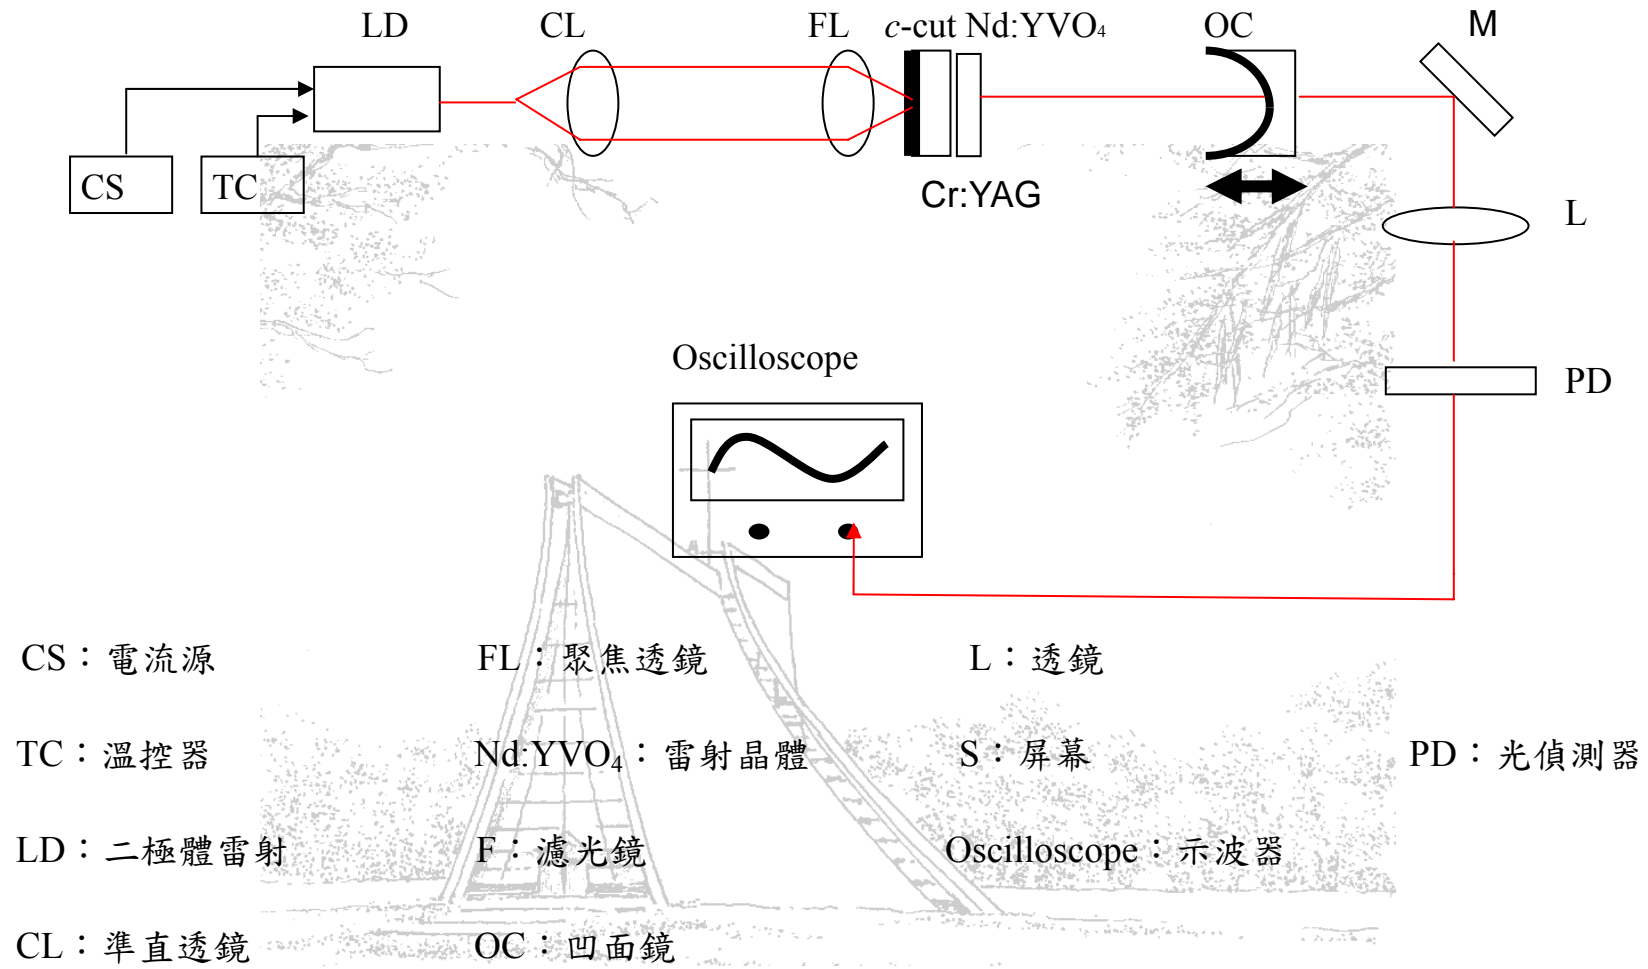 LD CL FL c-cut Nd:YVO₄ OC M
CS TC
Cr:YAG
L
Oscilloscope
PD
CS：電流源 FL：聚焦透鏡 L：透鏡
TC：溫控器 Nd:YVO₄：雷射晶體 S：屏幕 PD：光偵測器
LD：二極體雷射 F：濾光鏡 Oscilloscope：示波器
CL：準直透鏡 OC：凹面鏡